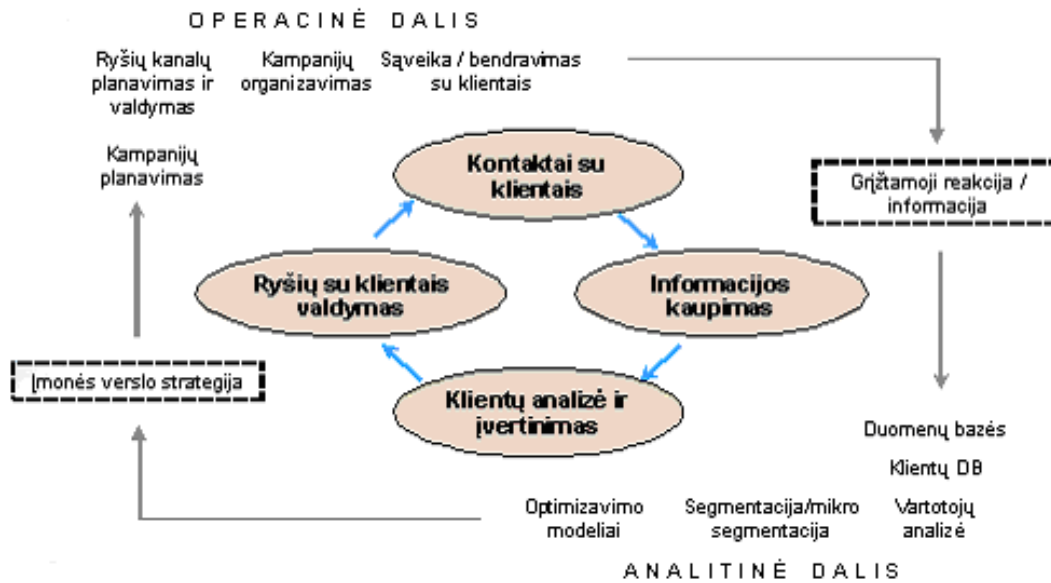 OPERACINĖ DALIS
Ryšių kanalų
planavimas ir
valdymas
Kampanijų
organizavimas
Sąveika / bendravimas
su klientais
Kampanijų
planavimas
Kontaktai su
klientais
Grįžtamoji reakcija /
informacija
Ryšių su klientais
valdymas
Informacijos
kaupimas
Įmonės verslo strategija
Klientų analizė ir
įvertinimas
Duomenų bazės
Klientų DB
Optimizavimo
modeliai
Segmentacija/mikro
segmentacija
Vartotojų
analizė
ANALITINĖ DALIS